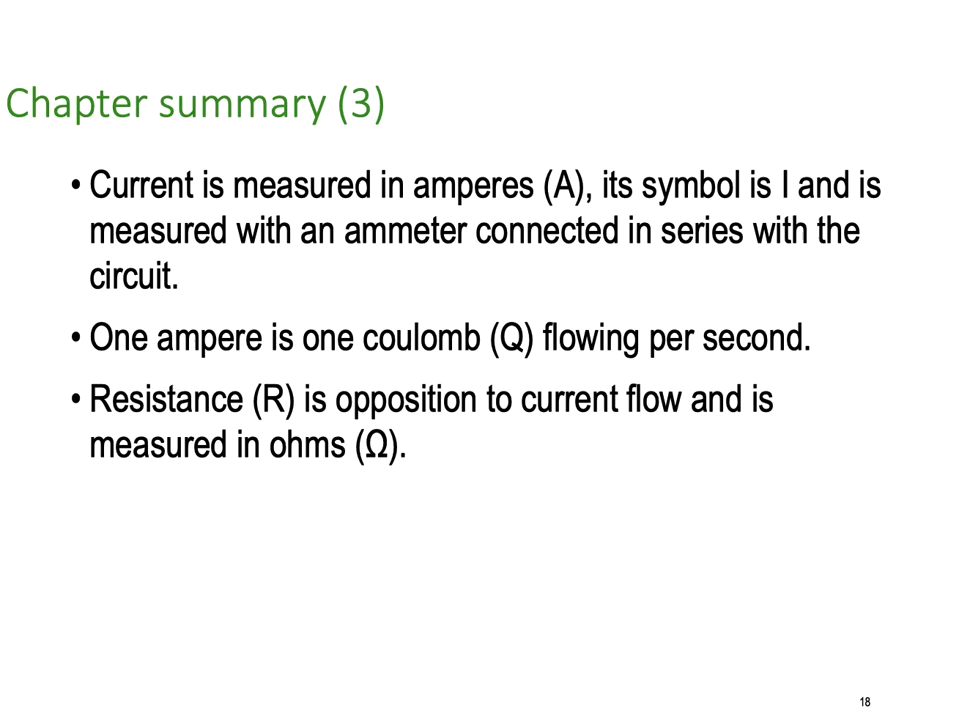 Chapter summary (3)
• Current is measured in amperes (A), its symbol is I and is
measured with an ammeter connected in series with the
circuit.
• One ampere is one coulomb (Q) flowing per second.
• Resistance (R) is opposition to current flow and is
measured in ohms (Ω).
18